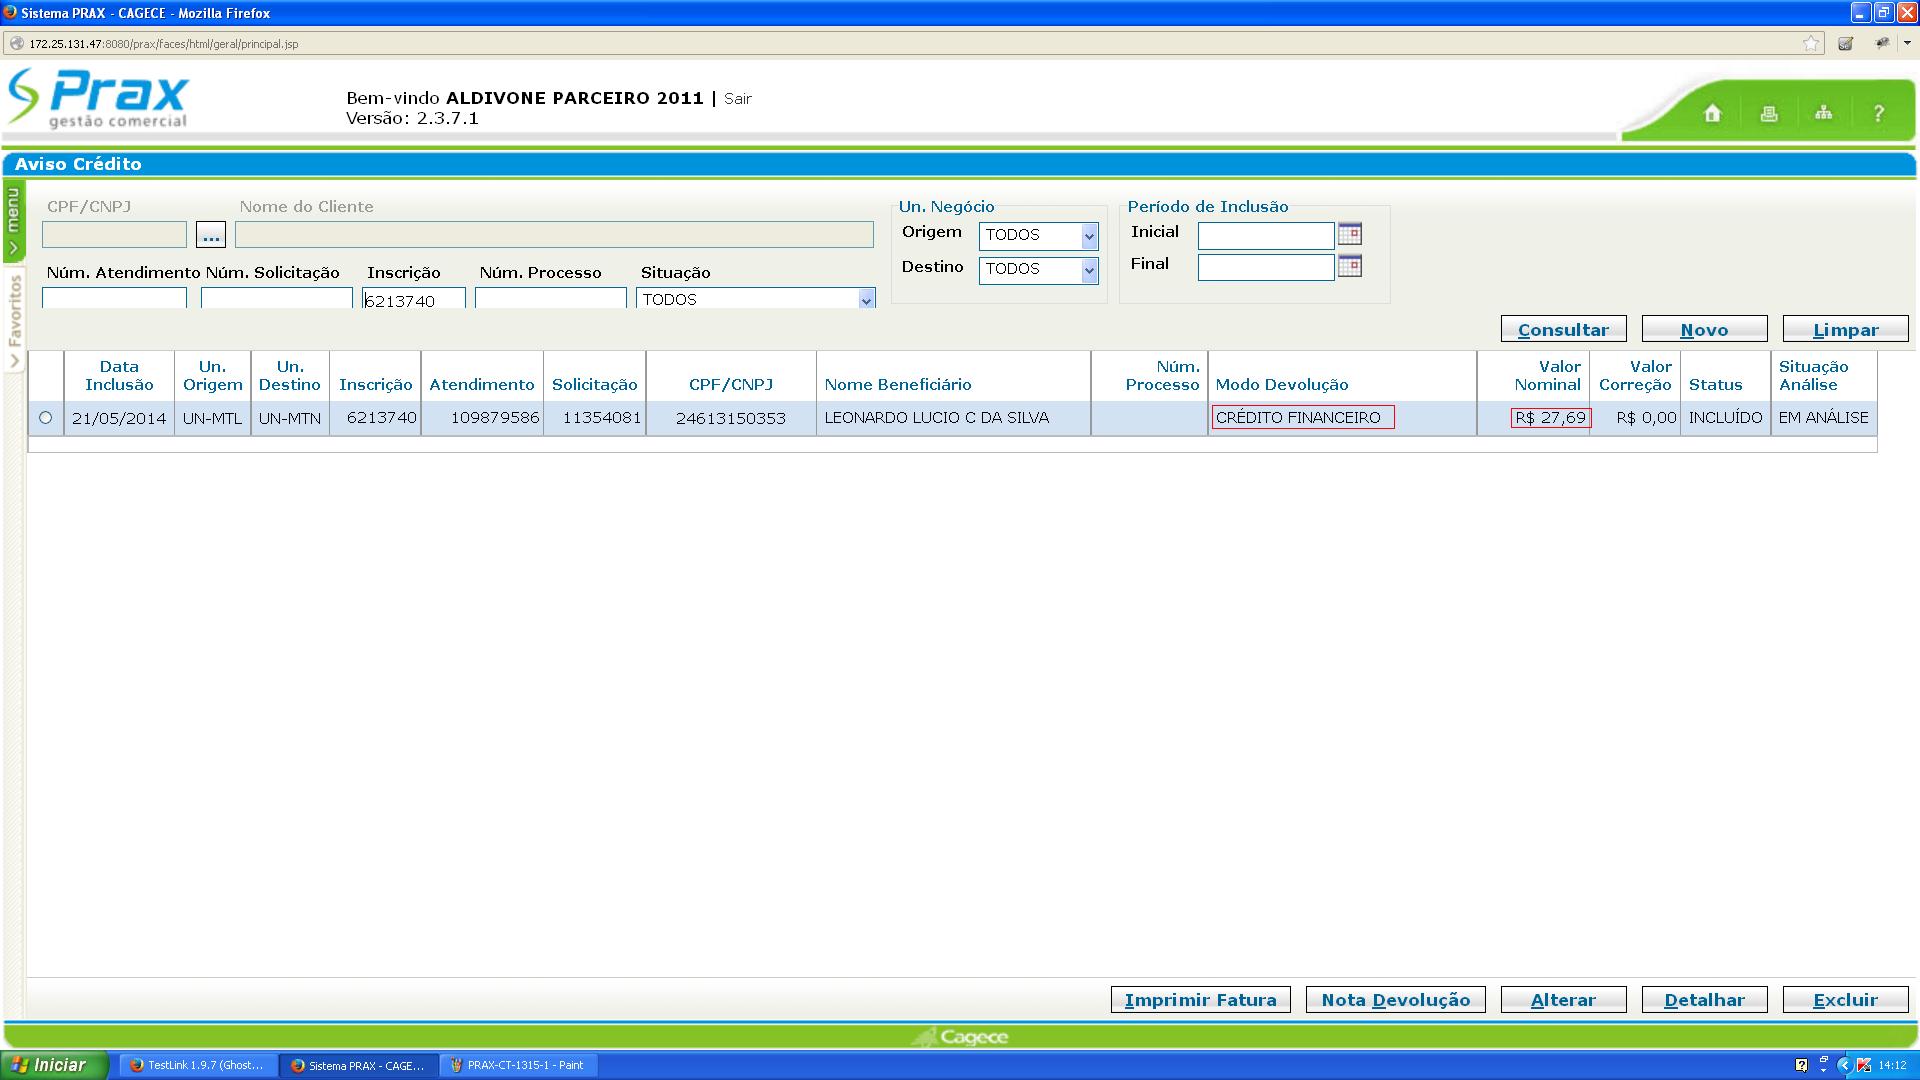 Sistema PRAX - CAGECE - Mozilla Firefox
172.25.131.47:8080/prax/faces/html/geral/principal.jsp
Prax
gestão comercial
Bem-vindo ALDIVONE PARCEIRO 2011 | Sair
Versão: 2.3.7.1
?
Aviso Crédito
menu
Favoritos
CPF/CNPJ
Nome do Cliente
...
Núm. Atendimento Núm. Solicitação Inscrição Núm. Processo Situação
6213740 TODOS
Un. Negócio
Origem TODOS
Destino TODOS
Período de Inclusão
Inicial
Final
Consultar Novo Limpar
Data Inclusão Un. Origem Un. Destino Inscrição Atendimento Solicitação CPF/CNPJ Nome Beneficiário Núm. Processo Modo Devolução Valor Nominal Valor Correção Status Situação Análise
21/05/2014 UN-MTL UN-MTN 6213740 109879586 11354081 24613150353 LEONARDO LUCIO C DA SILVA CRÉDITO FINANCEIRO R$ 27,69 R$ 0,00 INCLUÍDO EM ANÁLISE
Imprimir Fatura Nota Devolução Alterar Detalhar Excluir
Cagece
Iniciar TestLink 1.9.7 (Ghost... Sistema PRAX - CAGE... PRAX-CT-1315-1 - Paint 14:12